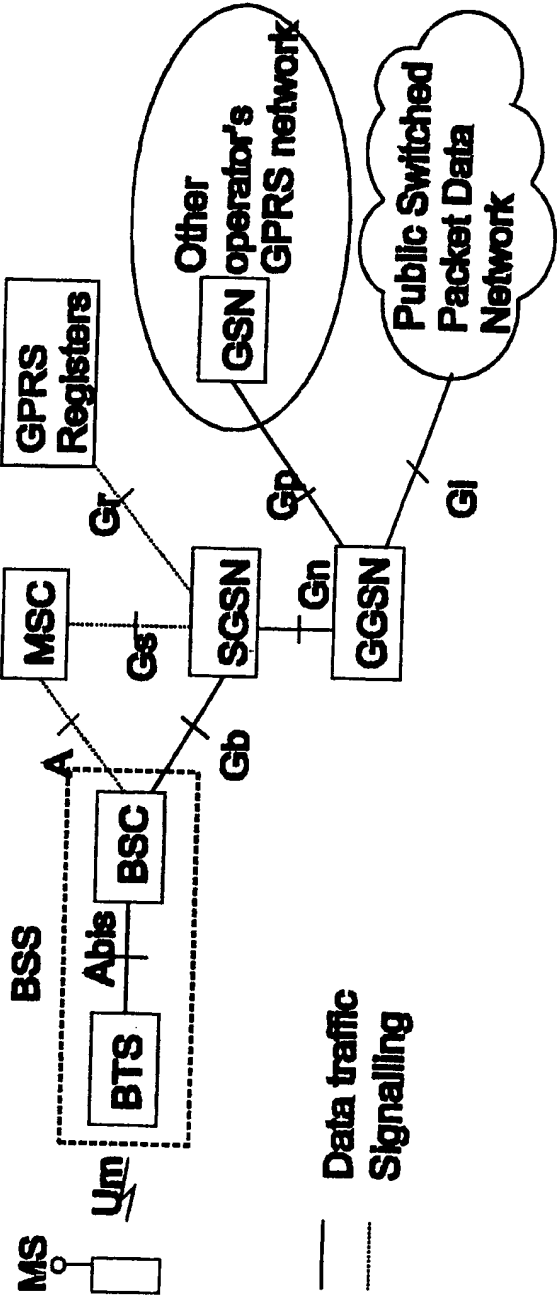 MS
Um
BSS
BTS
Abis
BSC
A
MSC
Gs
Gb
SGSN
Gr
GPRS
Registers
Gn
GGSN
Gp
GSN
Other
operator's
GPRS network
Gi
Public Switched
Packet Data
Network
Data traffic
Signalling